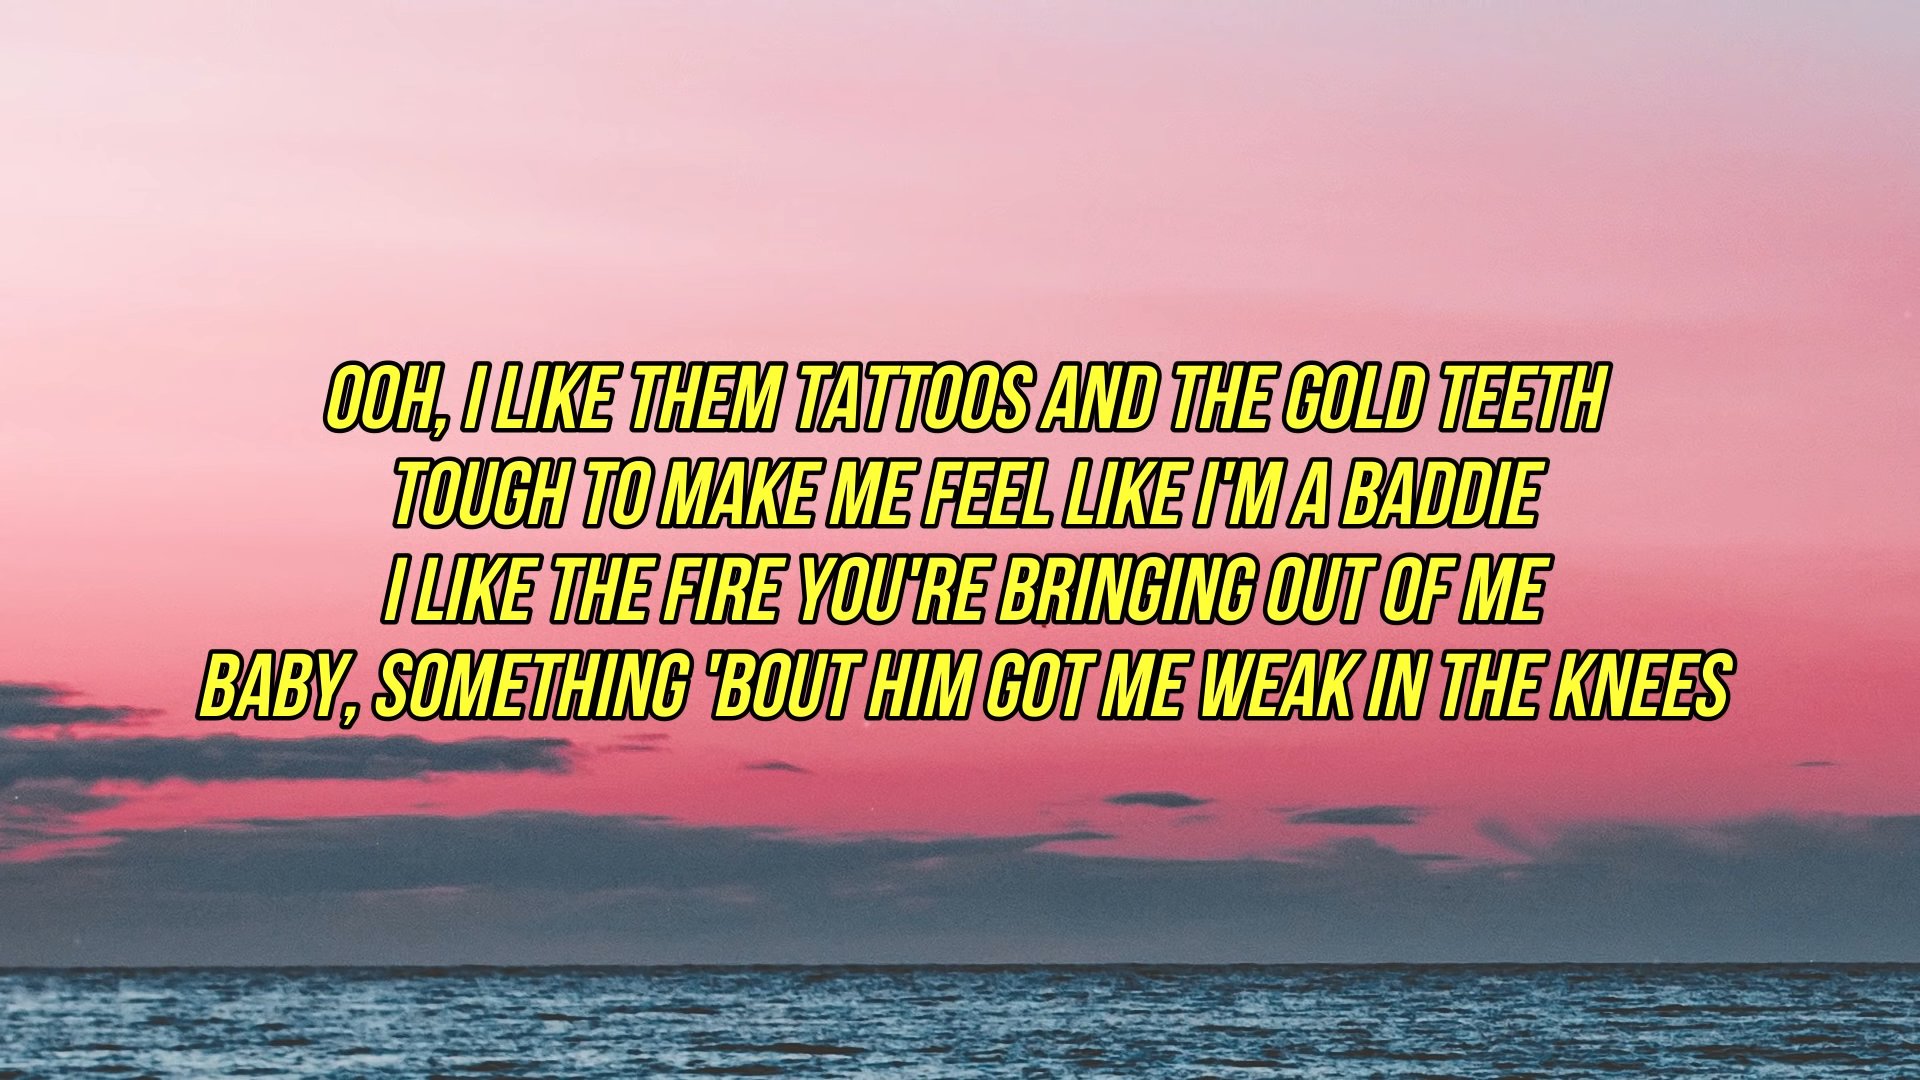 OOH, I LIKE THEM TATTOOS AND THE GOLD TEETH
TOUGH TO MAKE ME FEEL LIKE I'M A BADDIE
I LIKE THE FIRE YOU'RE BRINGING OUT OF ME
BABY, SOMETHING 'BOUT HIM GOT ME WEAK IN THE KNEES